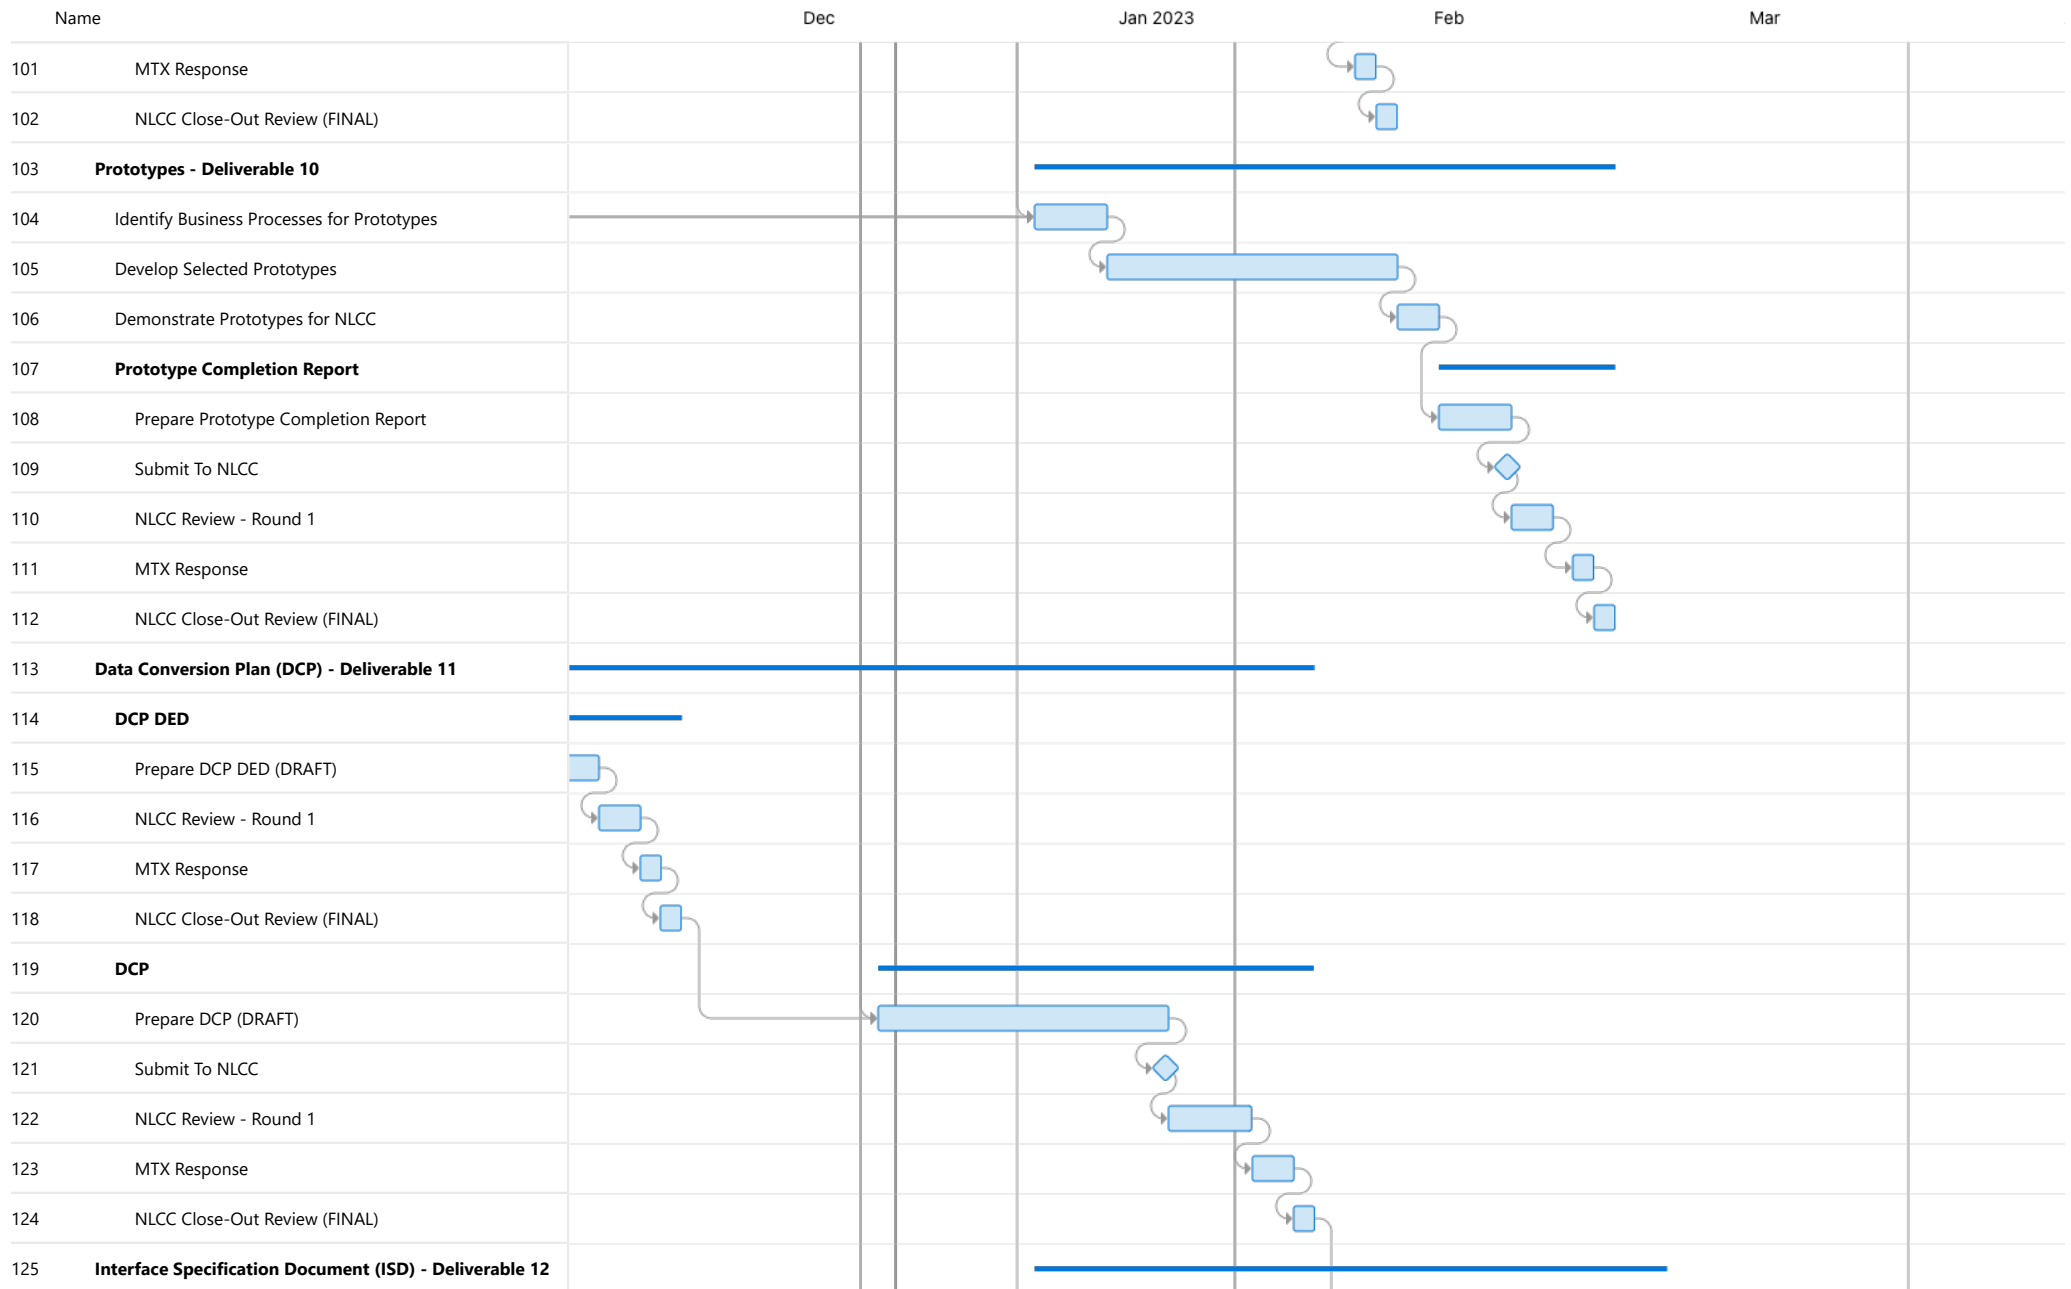 Name Dec Jan 2023 Feb Mar
101 MTX Response
102 NLCC Close-Out Review (FINAL)
103 Prototypes - Deliverable 10
104 Identify Business Processes for Prototypes
105 Develop Selected Prototypes
106 Demonstrate Prototypes for NLCC
107 Prototype Completion Report
108 Prepare Prototype Completion Report
109 Submit To NLCC
110 NLCC Review - Round 1
111 MTX Response
112 NLCC Close-Out Review (FINAL)
113 Data Conversion Plan (DCP) - Deliverable 11
114 DCP DED
115 Prepare DCP DED (DRAFT)
116 NLCC Review - Round 1
117 MTX Response
118 NLCC Close-Out Review (FINAL)
119 DCP
120 Prepare DCP (DRAFT)
121 Submit To NLCC
122 NLCC Review - Round 1
123 MTX Response
124 NLCC Close-Out Review (FINAL)
125 Interface Specification Document (ISD) - Deliverable 12